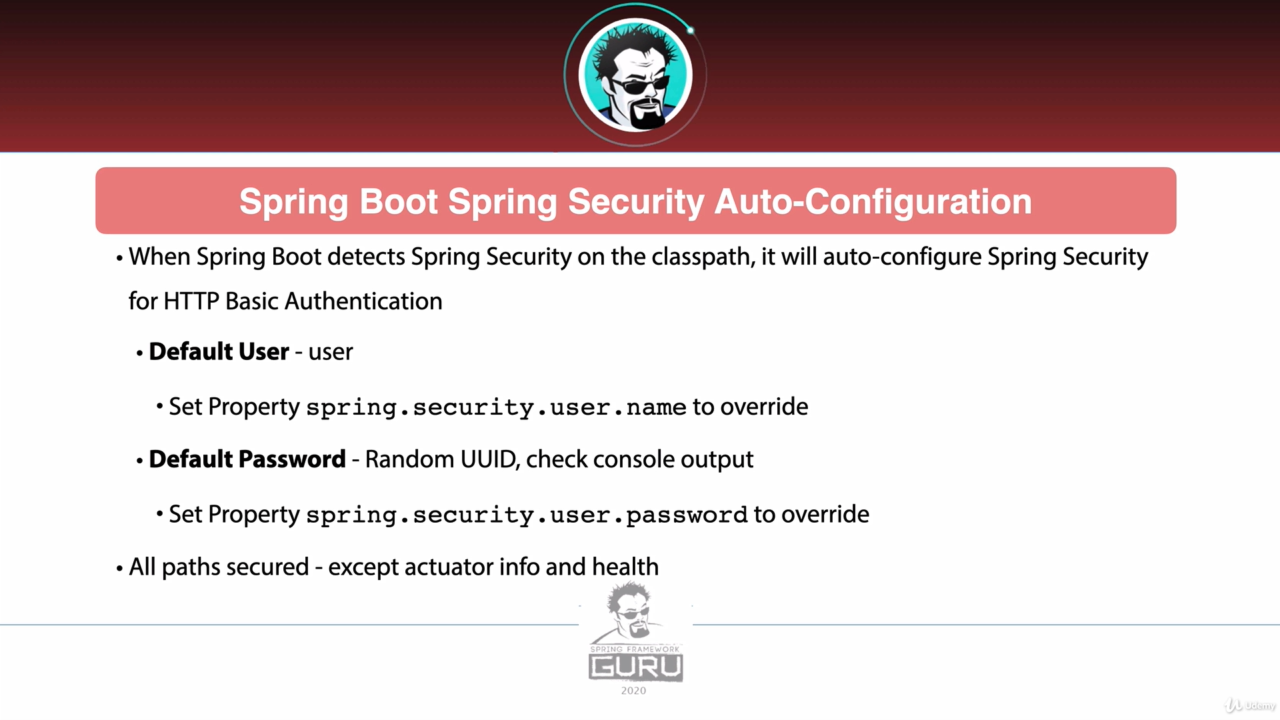 Spring Boot Spring Security Auto-Configuration
• When Spring Boot detects Spring Security on the classpath, it will auto-configure Spring Security
for HTTP Basic Authentication
• Default User - user
• Set Property spring.security.user.name to override
• Default Password - Random UUID, check console output
• Set Property spring.security.user.password to override
• All paths secured - except actuator info and health
SPRING FRAMEWORK
GURU
2020
Udemy